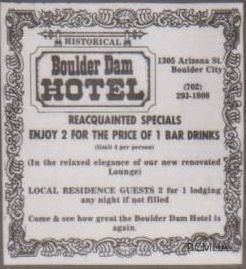 HISTORICAL
Boulder Dam
HOTEL
1305 Arizona St.
Boulder City
(702)
293-1808
REACQUAINTED SPECIALS
ENJOY 2 FOR THE PRICE OF 1 BAR DRINKS
(limit 4 per person)
(In the relaxed elegance of our new renovated
Lounge)
LOCAL RESIDENCE GUESTS 2 for 1 lodging
any night if not filled
Come & see how great the Boulder Dam Hotel is
again.
BCMHA